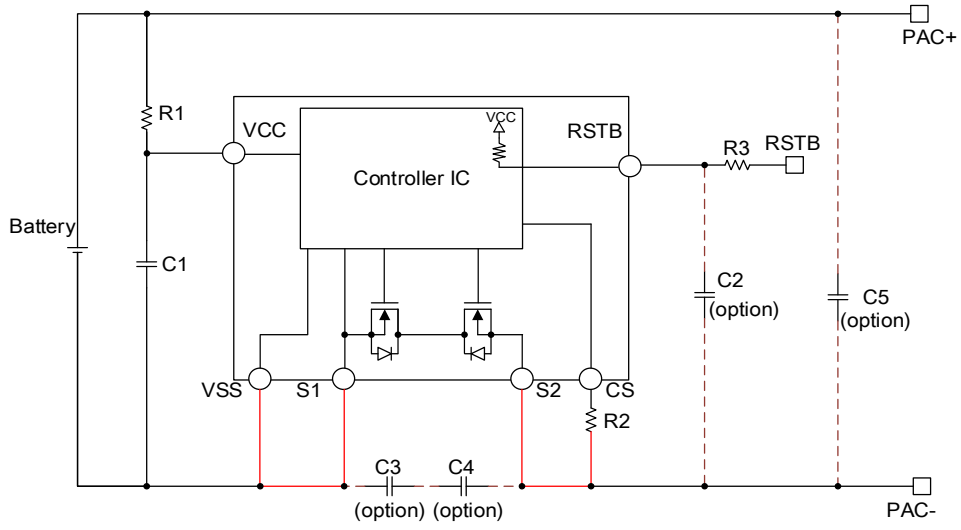 PAC+
R1
VCC
VCC
RSTB
R3
RSTB
Controller IC
Battery
C1
C2
(option)
C5
(option)
VSS
S1
S2
CS
R2
C3
(option)
C4
(option)
PAC-